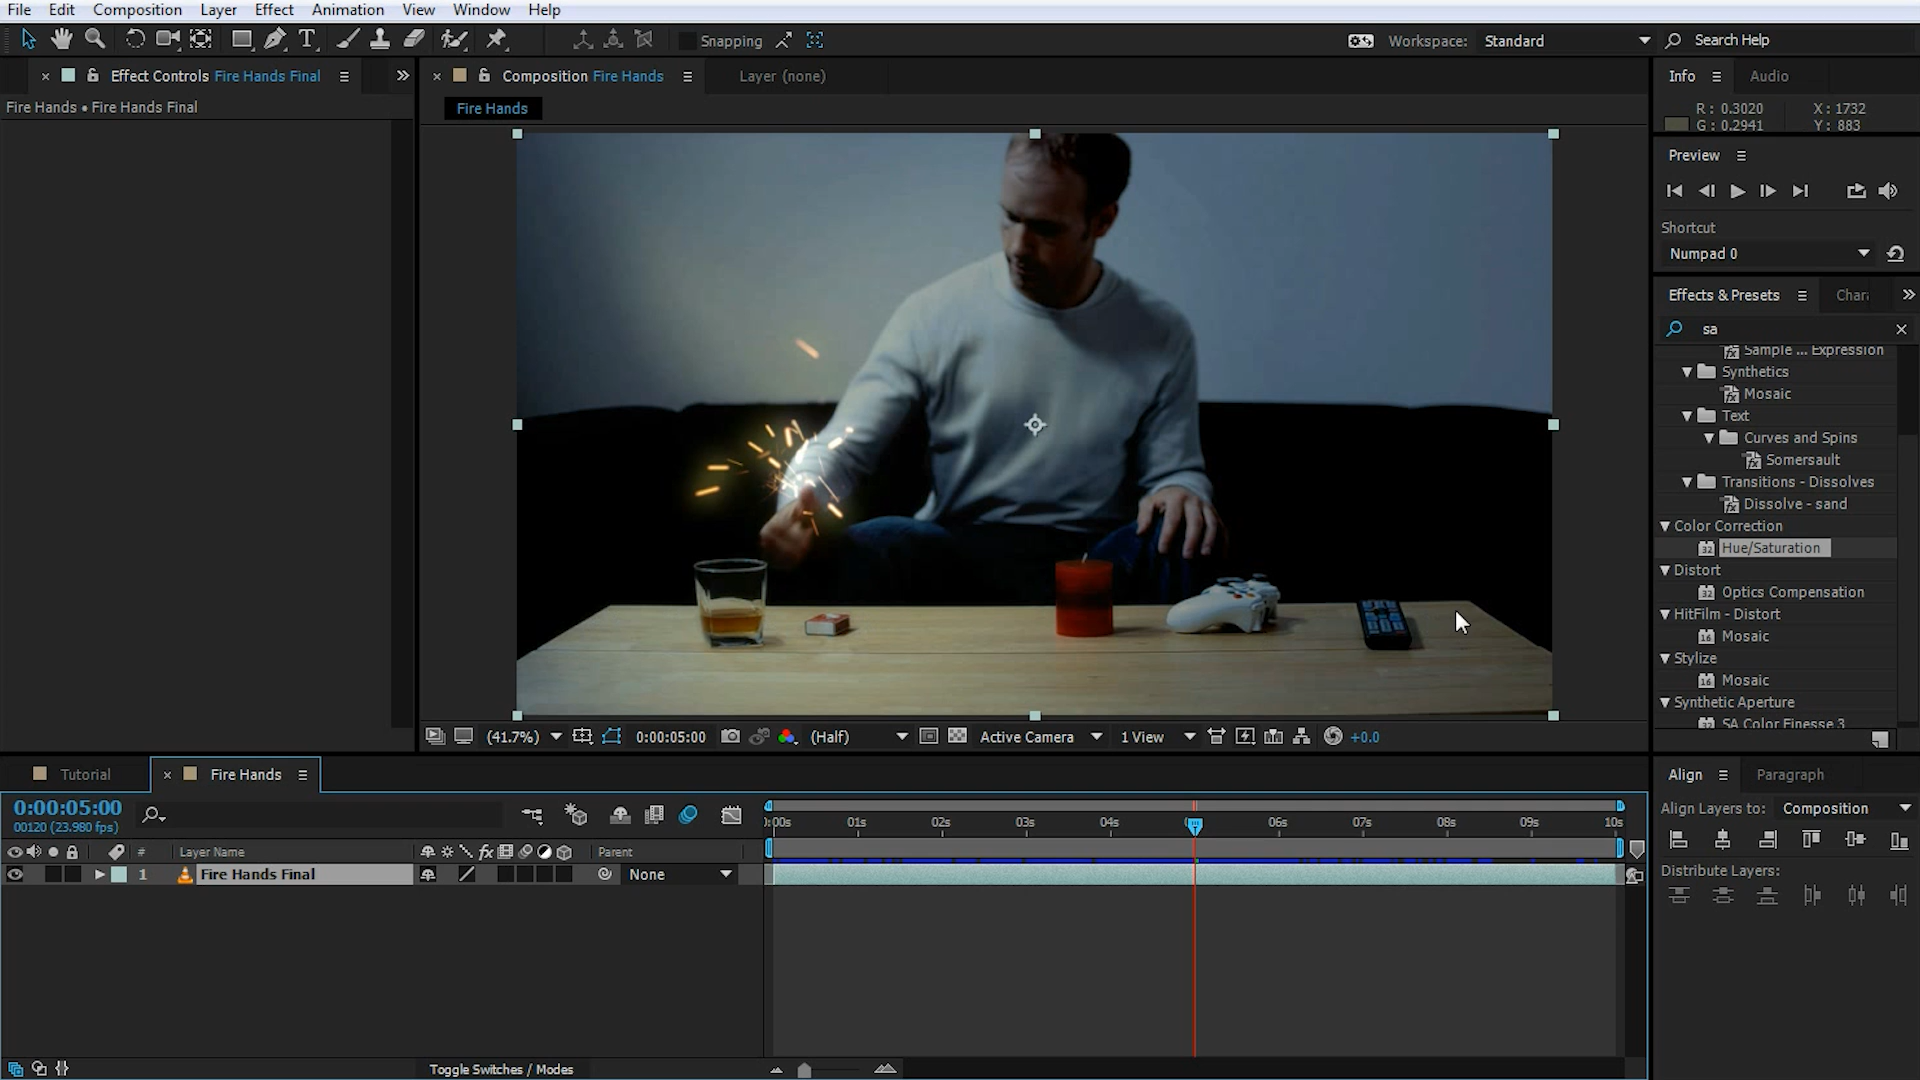 File Edit Composition Layer Effect Animation View Window Help
Snapping Workspace: Standard Search Help
Effect Controls Fire Hands Final Composition Fire Hands Layer (none) Info Audio
Fire Hands • Fire Hands Final
Fire Hands
R: 0.3020 X: 1732
G: 0.2941 Y: 883
Preview
Shortcut
Numpad 0
Effects & Presets
sa
Sample ... Expression
Synthetics
Mosaic
Text
Curves and Spins
Somersault
Transitions - Dissolves
Dissolve - sand
Color Correction
32 Hue/Saturation
Distort
32 Optics Compensation
HitFilm - Distort
16 Mosaic
Stylize
16 Mosaic
Synthetic Aperture
32 SA Color Finesse 3
(41.7%) 0:00:05:00 (Half) Active Camera 1 View +0.0
Tutorial Fire Hands
0:00:05:00
00120 (23.980 fps)
):00s 01s 02s 03s 04s 06s 07s 08s 09s 10s
# Layer Name fx Parent
1 Fire Hands Final None
Toggle Switches / Modes
Align Paragraph
Align Layers to: Composition
Distribute Layers: